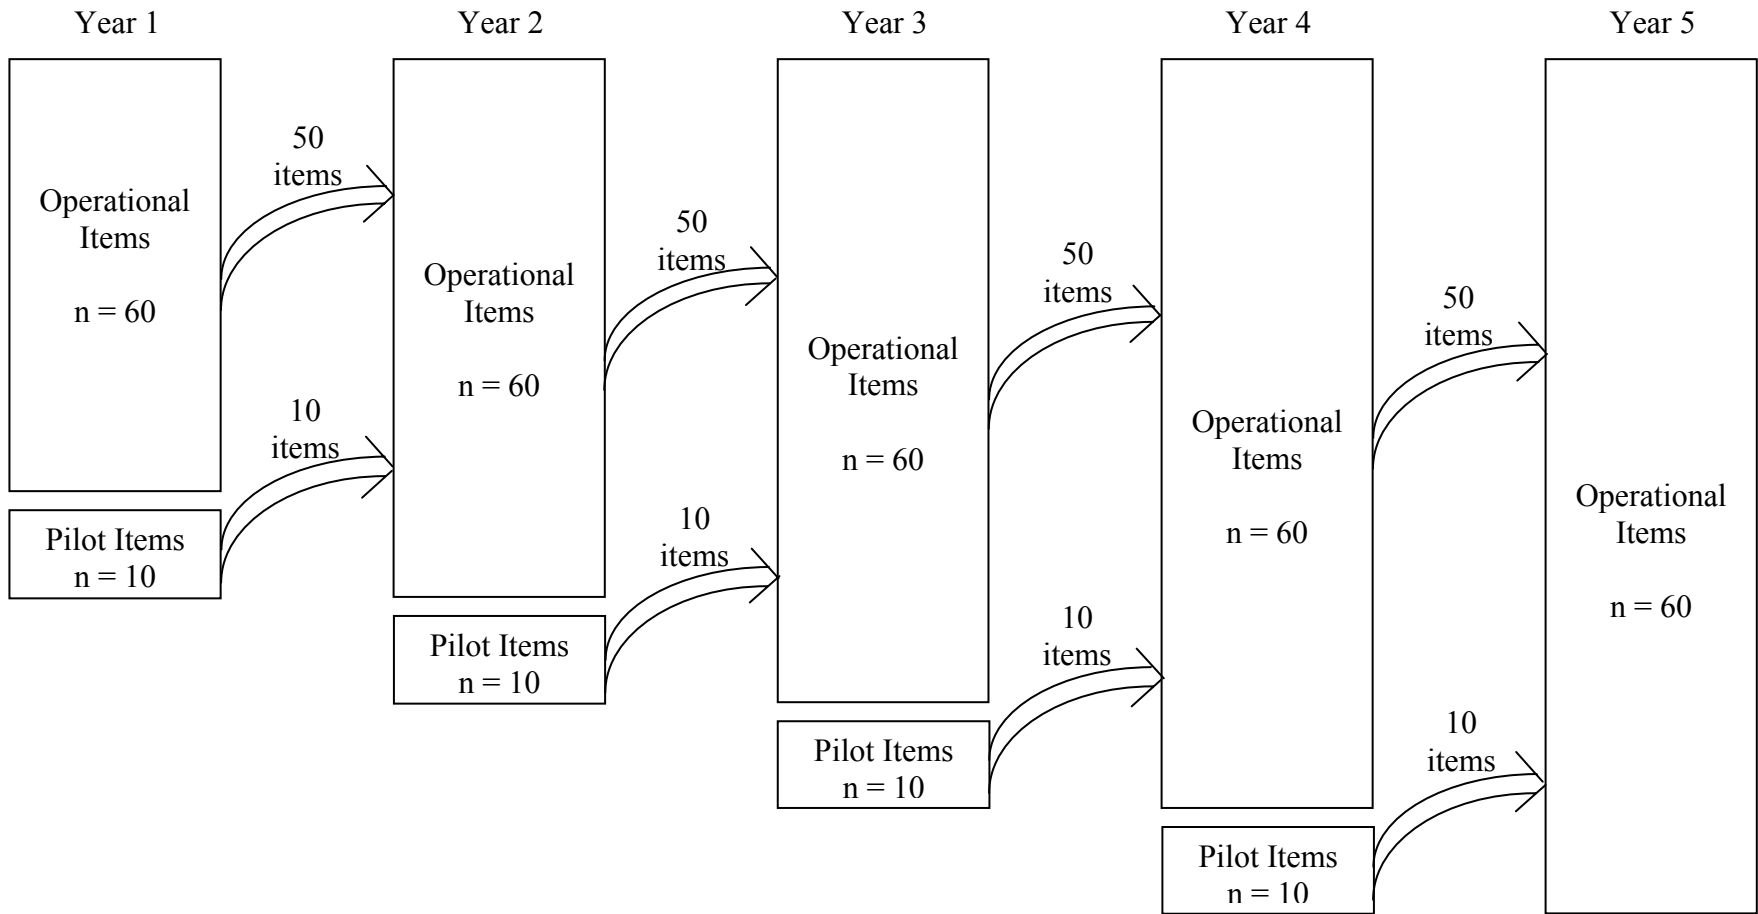 Year 1
Year 2
Year 3
Year 4
Year 5
Operational
Items
n = 60
Pilot Items
n = 10
50
items
10
items
Operational
Items
n = 60
Pilot Items
n = 10
50
items
10
items
Operational
Items
n = 60
Pilot Items
n = 10
50
items
10
items
Operational
Items
n = 60
Pilot Items
n = 10
50
items
10
items
Operational
Items
n = 60